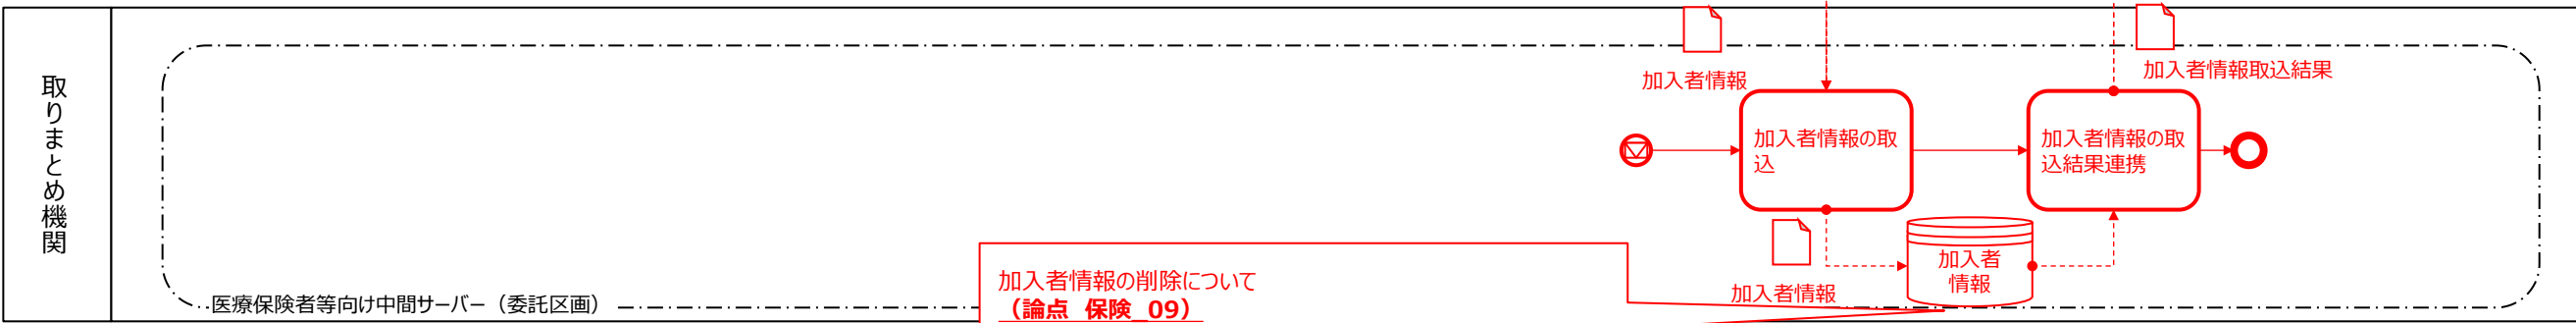 取りまとめ機関
加入者情報
加入者情報取込結果
加入者情報の取
込
加入者情報の取
込結果連携
加入者
情報
加入者情報
加入者情報の削除について
（論点 保険_09）
医療保険者等向け中間サーバー（委託区画）